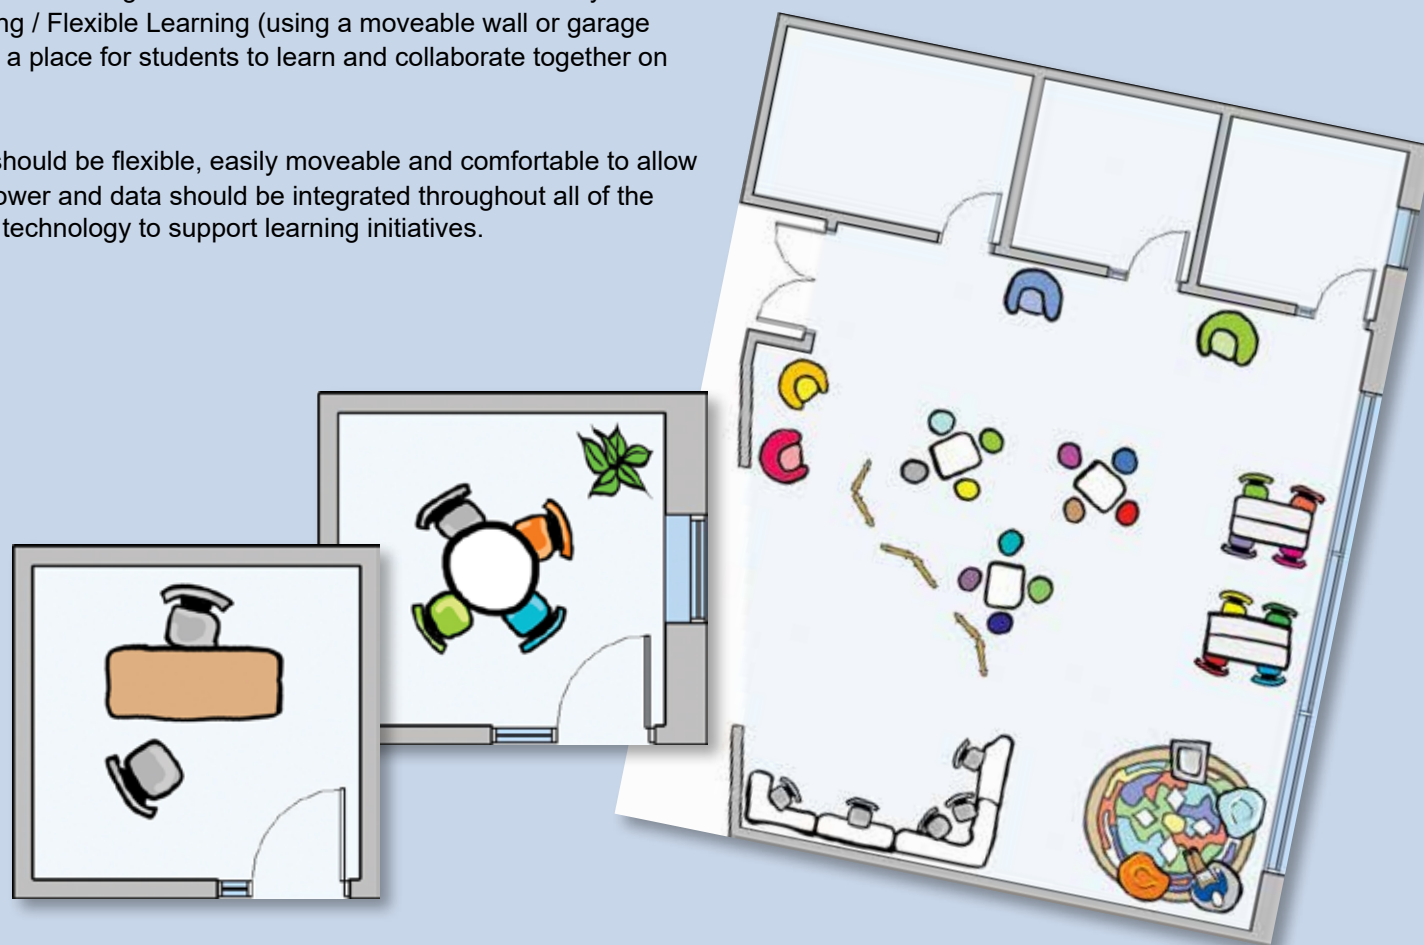 ng / Flexible Learning (using a moveable wall or garage
a place for students to learn and collaborate together on
should be flexible, easily moveable and comfortable to allow
ower and data should be integrated throughout all of the
technology to support learning initiatives.